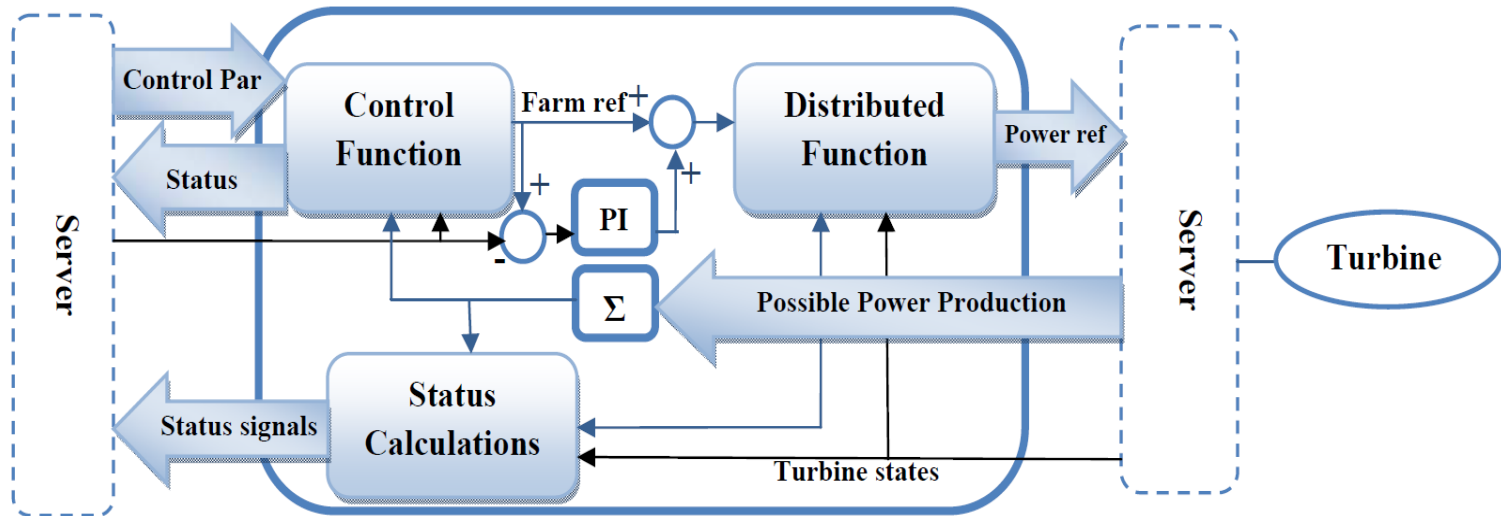 Control Par
Control
Function
Farm ref
+
+
+
-
Distributed
Function
Power ref
Status
PI
Server
Server
Turbine
Σ
Possible Power Production
Status
Calculations
Status signals
Turbine states